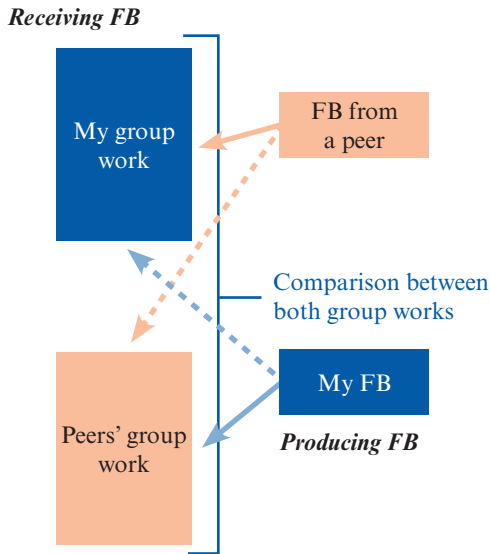 Receiving FB
My group
work
FB from
a peer
Comparison between
both group works
My FB
Peers’ group
work
Producing FB